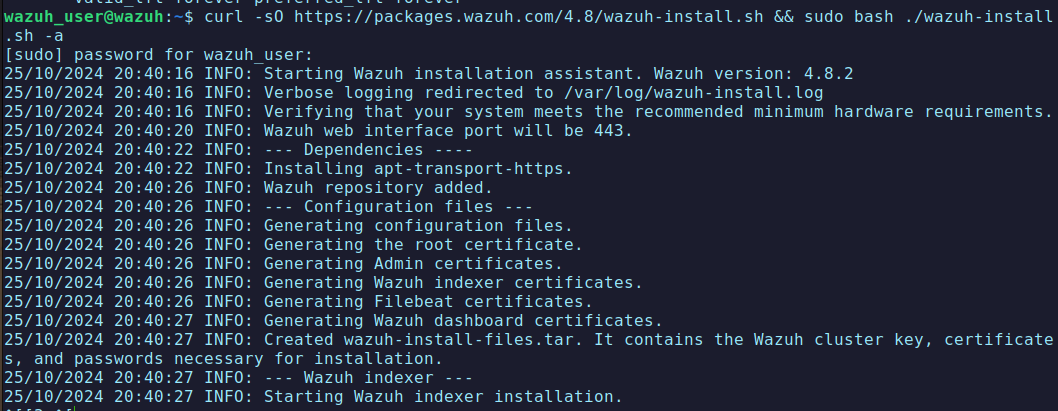 wazuh_user@wazuh:~$ curl -sO https://packages.wazuh.com/4.8/wazuh-install.sh && sudo bash ./wazuh-install
.sh -a
[sudo] password for wazuh_user:
25/10/2024 20:40:16 INFO: Starting Wazuh installation assistant. Wazuh version: 4.8.2
25/10/2024 20:40:16 INFO: Verbose logging redirected to /var/log/wazuh-install.log
25/10/2024 20:40:16 INFO: Verifying that your system meets the recommended minimum hardware requirements.
25/10/2024 20:40:20 INFO: Wazuh web interface port will be 443.
25/10/2024 20:40:22 INFO: --- Dependencies ----
25/10/2024 20:40:22 INFO: Installing apt-transport-https.
25/10/2024 20:40:26 INFO: Wazuh repository added.
25/10/2024 20:40:26 INFO: --- Configuration files ---
25/10/2024 20:40:26 INFO: Generating configuration files.
25/10/2024 20:40:26 INFO: Generating the root certificate.
25/10/2024 20:40:26 INFO: Generating Admin certificates.
25/10/2024 20:40:26 INFO: Generating Wazuh indexer certificates.
25/10/2024 20:40:26 INFO: Generating Filebeat certificates.
25/10/2024 20:40:27 INFO: Generating Wazuh dashboard certificates.
25/10/2024 20:40:27 INFO: Created wazuh-install-files.tar. It contains the Wazuh cluster key, certificate
s, and passwords necessary for installation.
25/10/2024 20:40:27 INFO: --- Wazuh indexer ---
25/10/2024 20:40:27 INFO: Starting Wazuh indexer installation.